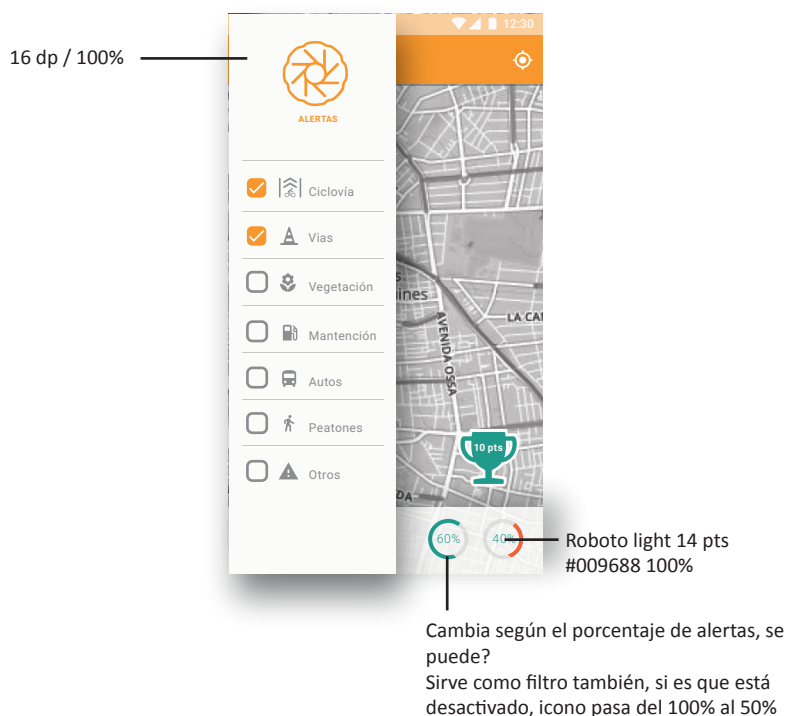 12:30
16 dp / 100%
ALERTAS
Ciclovía
Vias
Vegetación
ines
Mantención
LA CA
AVENIDA OSSA
Autos
Peatones
10 pts
Otros
DA
60%
40%
Roboto light 14 pts
#009688 100%
Cambia según el porcentaje de alertas, se
puede?
Sirve como filtro también, si es que está
desactivado, icono pasa del 100% al 50%